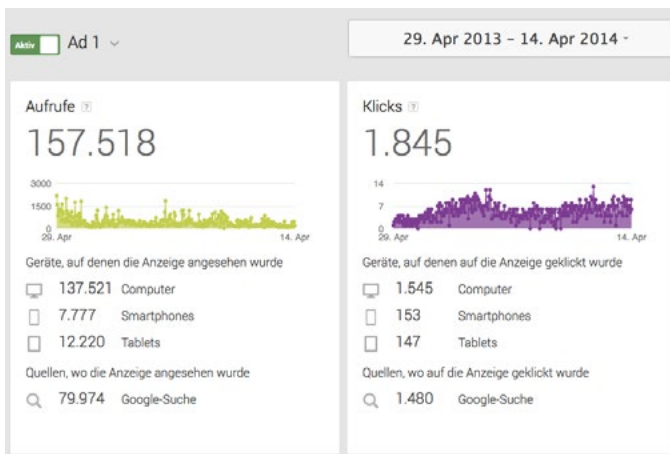 Aktiv Ad 1
29. Apr 2013 – 14. Apr 2014
Aufrufe ?
157.518
3000
1500
0
29. Apr 14. Apr
Geräte, auf denen die Anzeige angesehen wurde
137.521 Computer
7.777 Smartphones
12.220 Tablets
Quellen, wo die Anzeige angesehen wurde
79.974 Google-Suche
Klicks ?
1.845
14
7
0
29. Apr 14. Apr
Geräte, auf denen auf die Anzeige geklickt wurde
1.545 Computer
153 Smartphones
147 Tablets
Quellen, wo auf die Anzeige geklickt wurde
1.480 Google-Suche